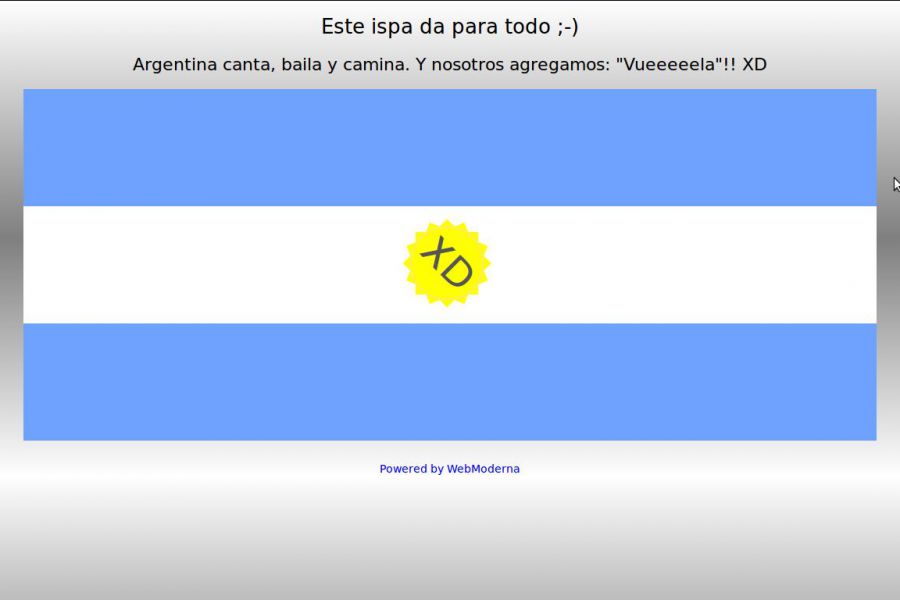 Este ispa da para todo ;-)
Argentina canta, baila y camina. Y nosotros agregamos: "Vueeeeela"!! XD
XD
Powered by WebModerna